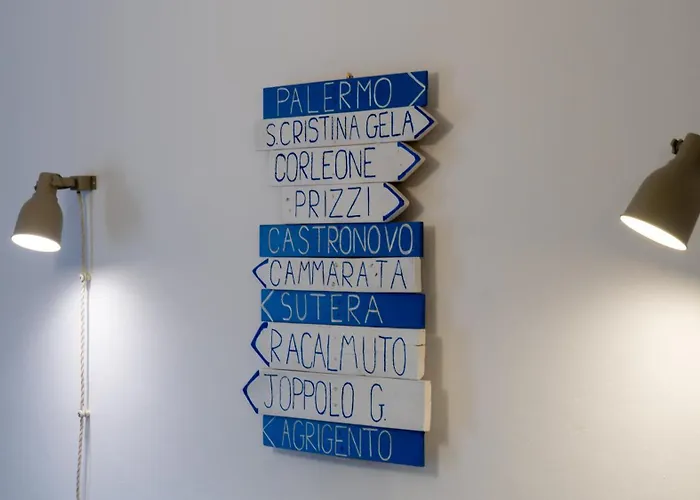 PALERMO
S.CRISTINA GELA
CORLEONE
PRIZZI
CASTRONOVO
CAMMARATA
SUTERA
RACALMUTO
JOPPOLO G.
AGRIGENTO